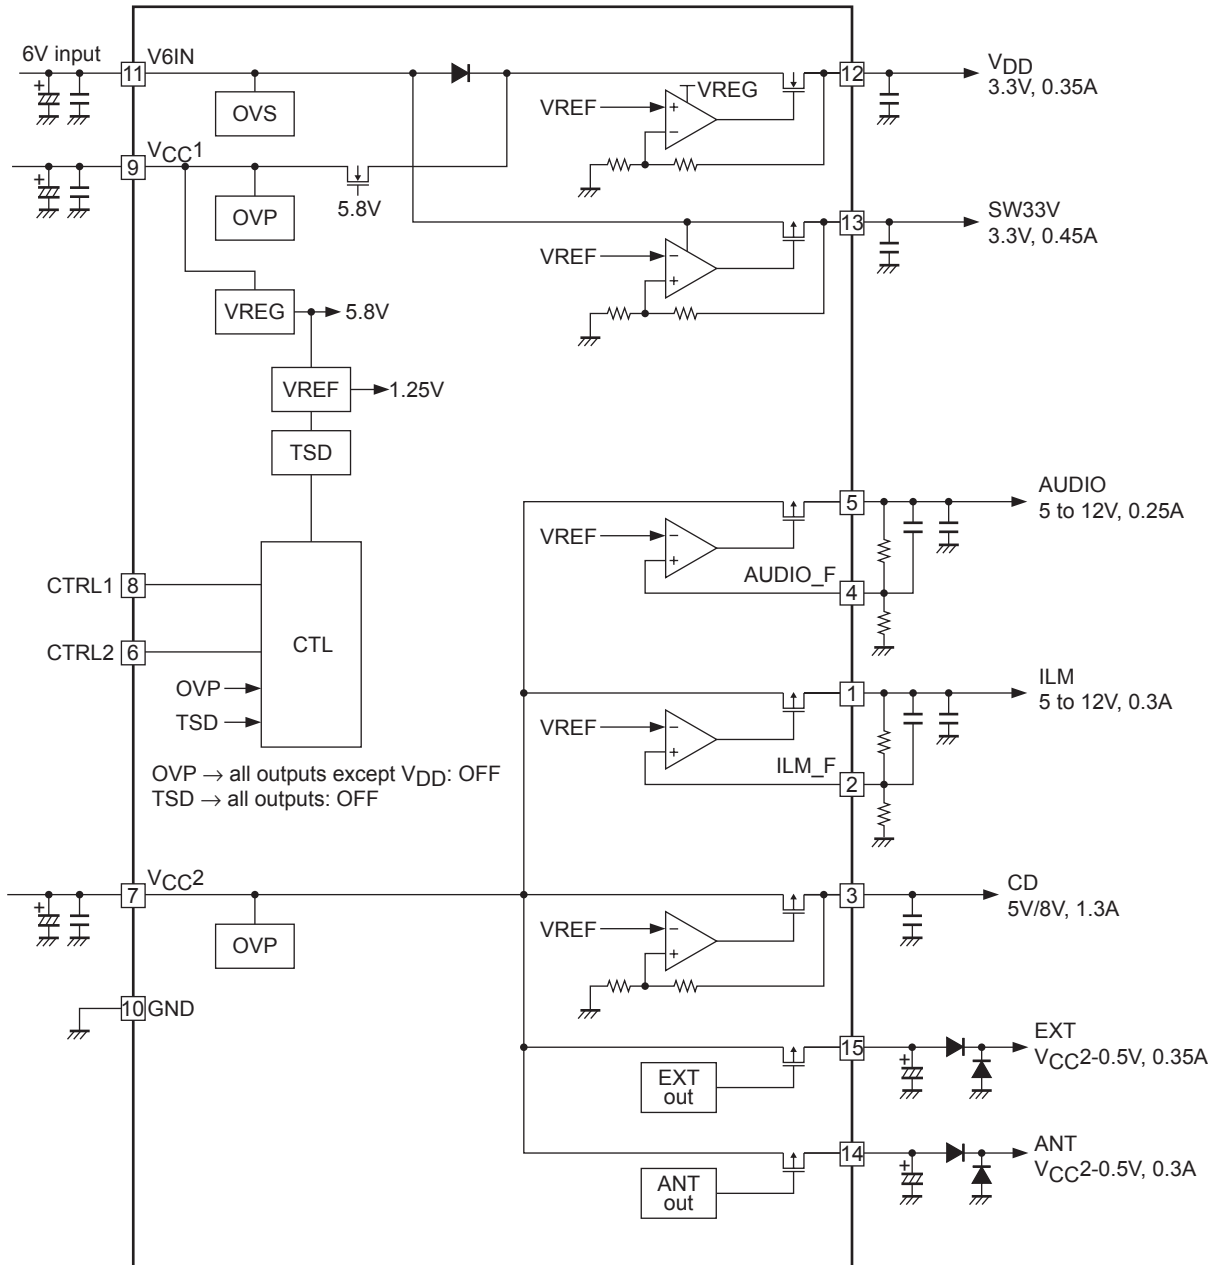 6V input
11
V6IN
OVS
VREF
+
−
VREG
12
VDD
3.3V, 0.35A
+
9
VCC1
OVP
5.8V
+
13
SW33V
3.3V, 0.45A
VREF
−
+
VREG
5.8V
VREF
1.25V
TSD
5
AUDIO
5 to 12V, 0.25A
VREF
−
+
AUDIO_F
4
CTRL1
8
CTL
CTRL2
6
OVP
TSD
OVP → all outputs except VDD: OFF
TSD → all outputs: OFF
1
ILM
5 to 12V, 0.3A
VREF
−
+
ILM_F
2
7
VCC2
+
OVP
3
CD
5V/8V, 1.3A
VREF
−
+
10
GND
15
EXT
VCC2-0.5V, 0.35A
EXT
out
+
14
ANT
VCC2-0.5V, 0.3A
ANT
out
+